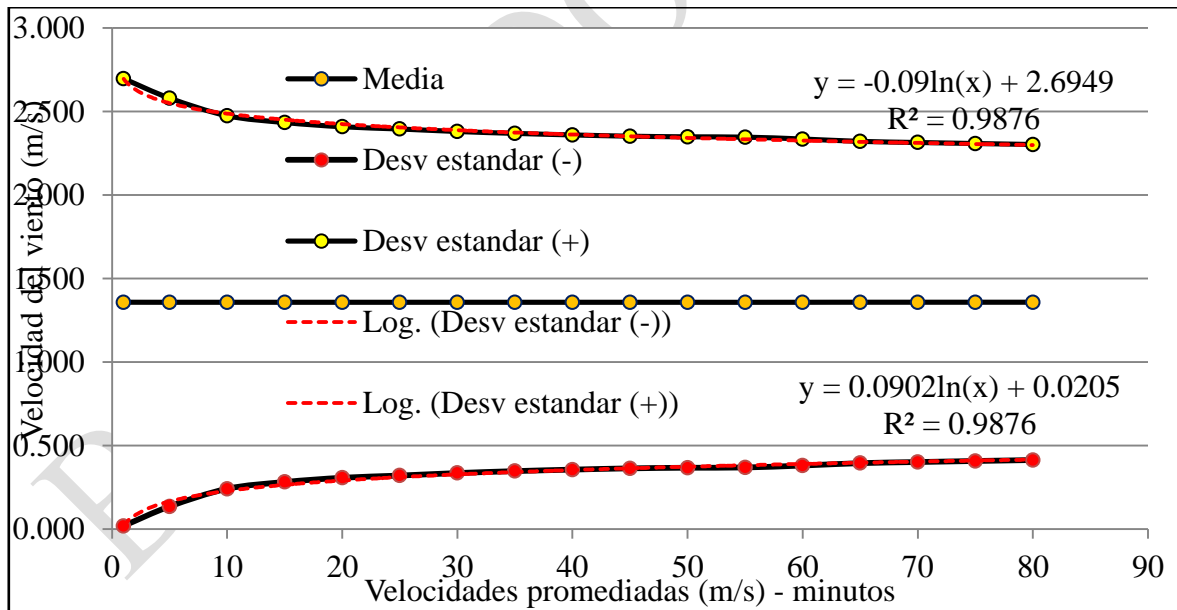 3.000
2.500
2.000
1.500
1.000
0.500
0.000
Velocidad del viento (m/s)
Media
Desv estandar (-)
Desv estandar (+)
Log. (Desv estandar (-))
Log. (Desv estandar (+))
y = -0.09ln(x) + 2.6949
R² = 0.9876
y = 0.0902ln(x) + 0.0205
R² = 0.9876
0 10 20 30 40 50 60 70 80 90
Velocidades promediadas (m/s) - minutos